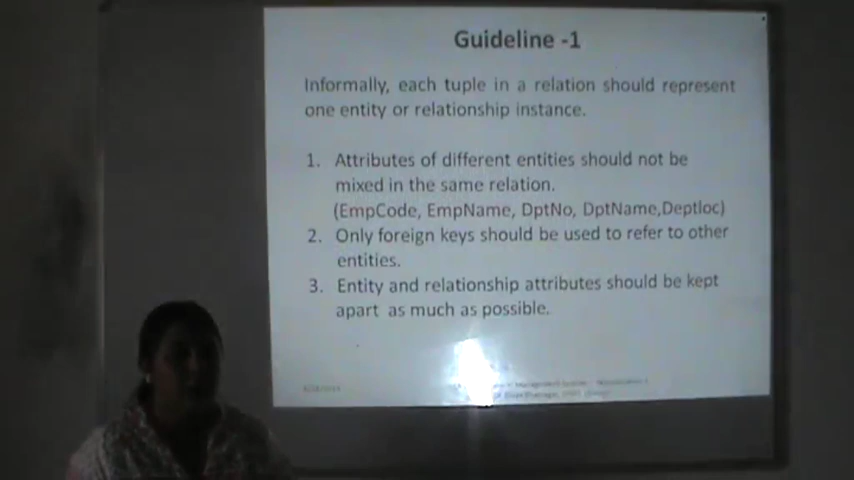 Guideline -1
Informally, each tuple in a relation should represent
one entity or relationship instance.
1. Attributes of different entities should not be
mixed in the same relation.
(EmpCode, EmpName, DptNo, DptName,Deptloc)
2. Only foreign keys should be used to refer to other
entities.
3. Entity and relationship attributes should be kept
apart as much as possible.